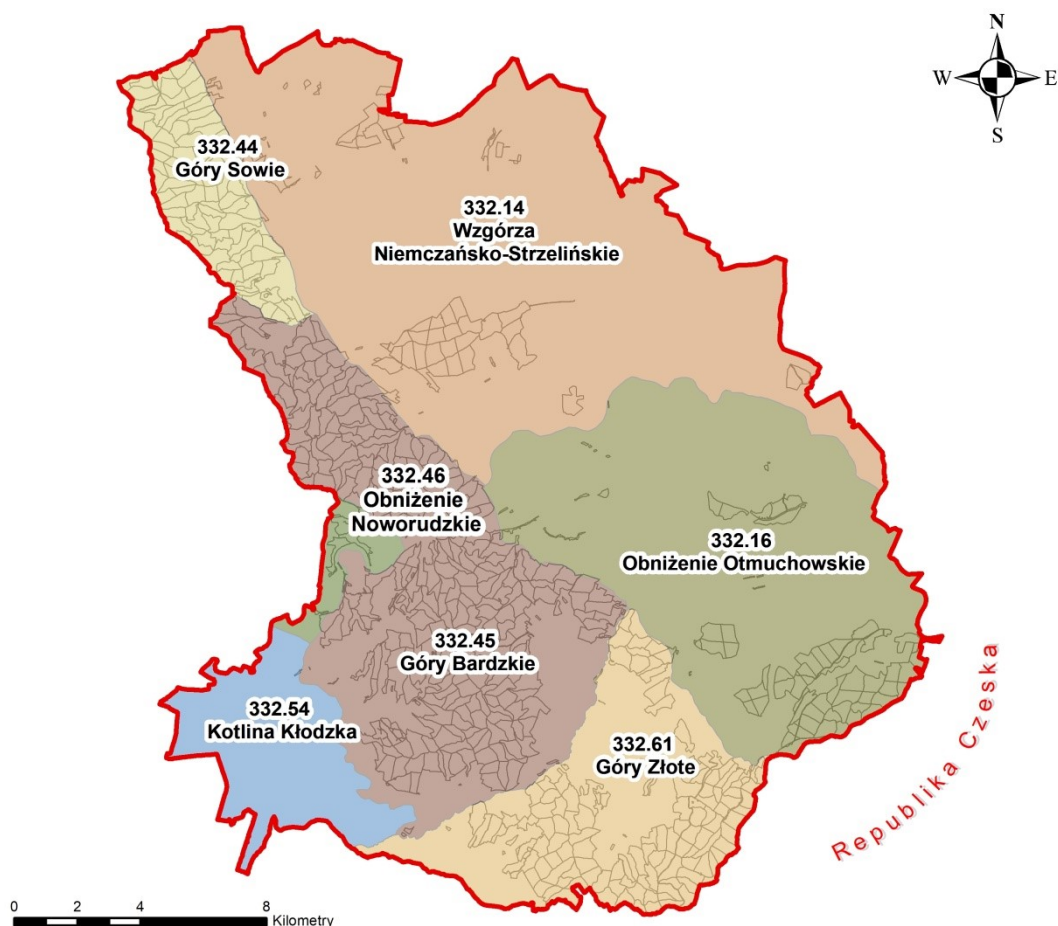 N
W E
S
332.44
Góry Sowie
332.14
Wzgórza
Niemczańsko-Strzelińskie
332.46
Obniżenie
Noworudzkie
332.16
Obniżenie Otmuchowskie
332.45
Góry Bardzkie
332.54
Kotlina Kłodzka
332.61
Góry Złote
Republika Czeska
0 2 4 8
Kilometry